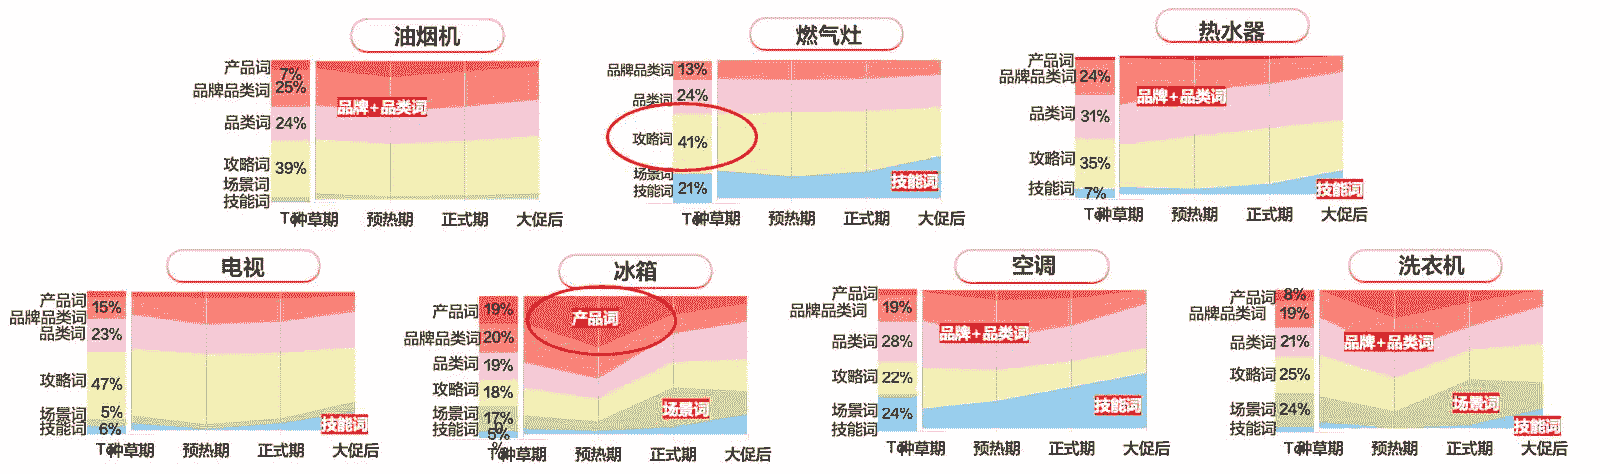 油烟机
产品词
7%
品牌品类词
25%
品牌+品类词
品类词
24%
攻略词
39%
场景词
技能词
种草期
预热期
正式期
大促后
燃气灶
品牌品类词
13%
品类词
24%
攻略词
41%
场景词
技能词
21%
技能词
种草期
预热期
正式期
大促后
热水器
产品词
品牌品类词
24%
品牌+品类词
品类词
31%
攻略词
35%
技能词
7%
技能词
种草期
预热期
正式期
大促后
电视
产品词
15%
品牌品类词
品类词
23%
攻略词
47%
场景词
5%
技能词
6%
技能词
种草期
预热期
正式期
大促后
冰箱
产品词
19%
产品词
品牌品类词
20%
品类词
19%
攻略词
18%
场景词
17%
场景词
技能词
5%
种草期
预热期
正式期
大促后
空调
产品词
品牌品类词
19%
品牌+品类词
品类词
28%
攻略词
22%
场景词
24%
技能词
技能词
种草期
预热期
正式期
大促后
洗衣机
产品词
8%
品牌品类词
19%
品牌+品类词
品类词
21%
攻略词
25%
场景词
24%
场景词
技能词
技能词
种草期
预热期
正式期
大促后